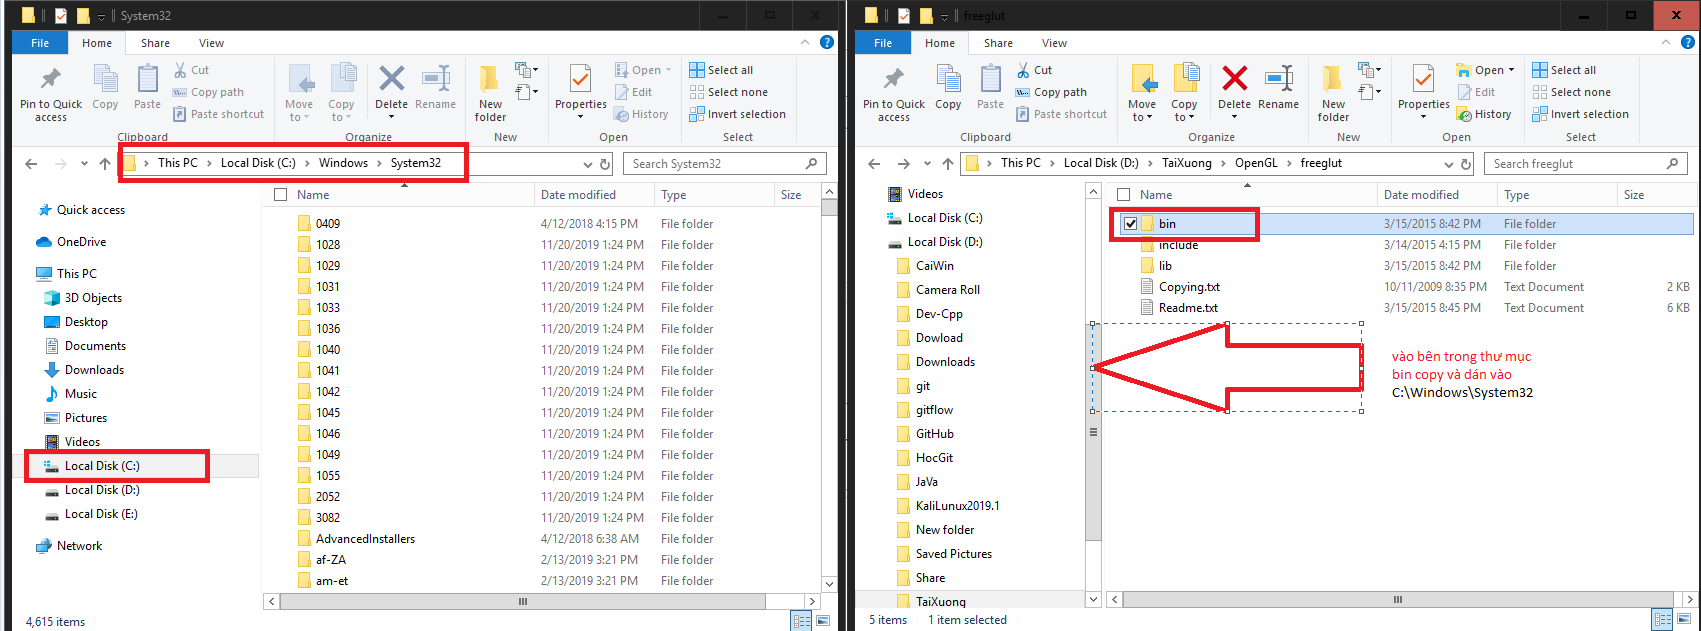 System32
File Home Share View
Pin to Quick access
Copy
Paste
Cut
Copy path
Paste shortcut
Clipboard
Move to
Copy to
Delete
Rename
Organize
New folder
New
Properties
Open
Edit
History
Open
Select all
Select none
Invert selection
Select
This PC > Local Disk (C:) > Windows > System32
Search System32
Quick access
OneDrive
This PC
3D Objects
Desktop
Documents
Downloads
Music
Pictures
Videos
Local Disk (C:)
Local Disk (D:)
Local Disk (E:)
Network
Name Date modified Type Size
0409 4/12/2018 4:15 PM File folder
1028 11/20/2019 1:24 PM File folder
1029 11/20/2019 1:24 PM File folder
1031 11/20/2019 1:24 PM File folder
1033 11/20/2019 1:24 PM File folder
1036 11/20/2019 1:24 PM File folder
1040 11/20/2019 1:24 PM File folder
1041 11/20/2019 1:24 PM File folder
1042 11/20/2019 1:24 PM File folder
1045 11/20/2019 1:24 PM File folder
1046 11/20/2019 1:24 PM File folder
1049 11/20/2019 1:24 PM File folder
1055 11/20/2019 1:24 PM File folder
2052 11/20/2019 1:24 PM File folder
3082 11/20/2019 1:24 PM File folder
AdvancedInstallers 4/12/2018 6:38 AM File folder
af-ZA 2/13/2019 3:21 PM File folder
am-et 2/13/2019 3:21 PM File folder
4,615 items
freeglut
File Home Share View
Pin to Quick access
Copy
Paste
Cut
Copy path
Paste shortcut
Clipboard
Move to
Copy to
Delete
Rename
Organize
New folder
New
Properties
Open
Edit
History
Open
Select all
Select none
Invert selection
Select
This PC > Local Disk (D:) > TaiXuong > OpenGL > freeglut
Search freeglut
Videos
Local Disk (C:)
Local Disk (D:)
CaiWin
Camera Roll
Dev-Cpp
Dowload
Downloads
git
gitflow
GitHub
HocGit
JaVa
KaliLunux2019.1
New folder
Saved Pictures
Share
TaiXuong
Name Date modified Type Size
bin 3/15/2015 8:42 PM File folder
include 3/14/2015 4:15 PM File folder
lib 3/15/2015 8:42 PM File folder
Copying.txt 10/11/2009 8:35 PM Text Document 2 KB
Readme.txt 3/15/2015 8:45 PM Text Document 6 KB
vào bên trong thư mục
bin copy và dán vào
C:\Windows\System32
5 items 1 item selected